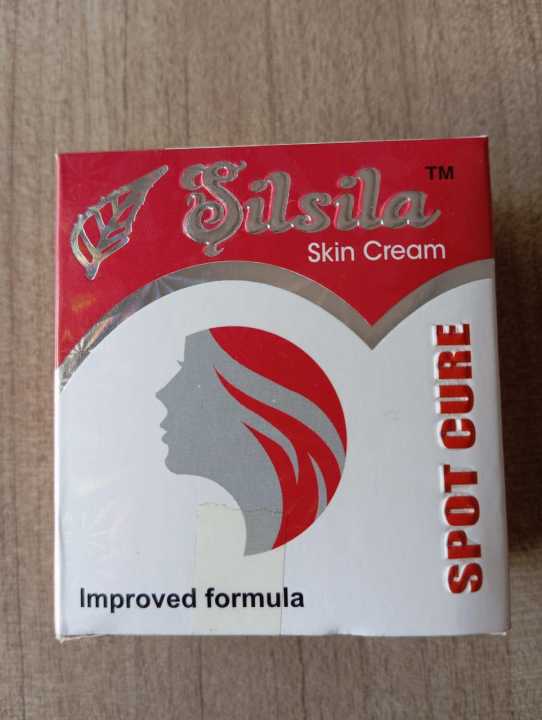 Silsila™
Skin Cream
SPOT CURE
Improved formula